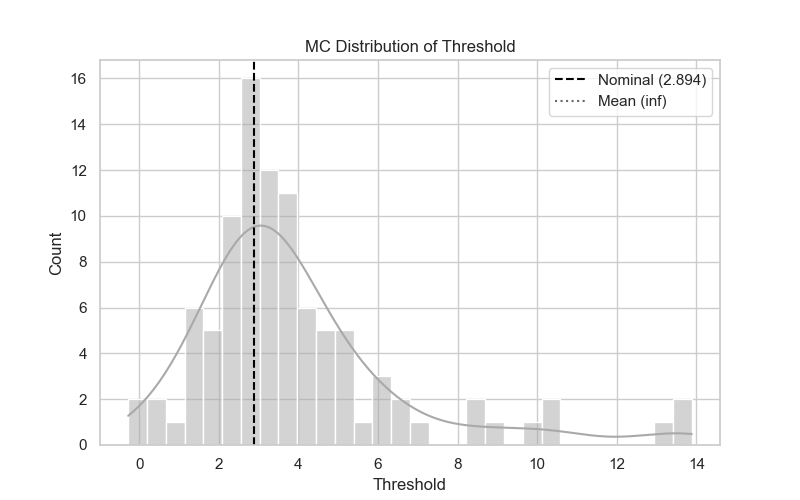 MC Distribution of Threshold
Nominal (2.894)
Mean (inf)
Count
16
14
12
10
8
6
4
2
0
0 2 4 6 8 10 12 14
Threshold